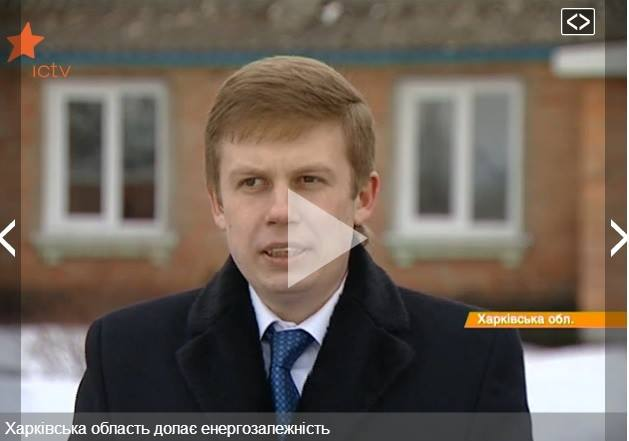 ictv
Харківська обл.
Харківська область долає енергозалежність